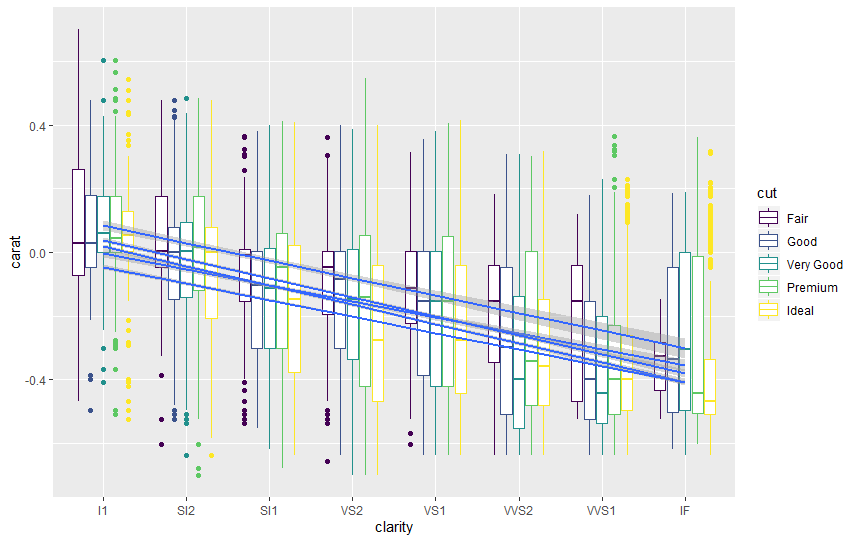 carat
0.4
0.0
-0.4
I1 SI2 SI1 VS2 VS1 VVS2 VVS1 IF
clarity
cut
Fair
Good
Very Good
Premium
Ideal